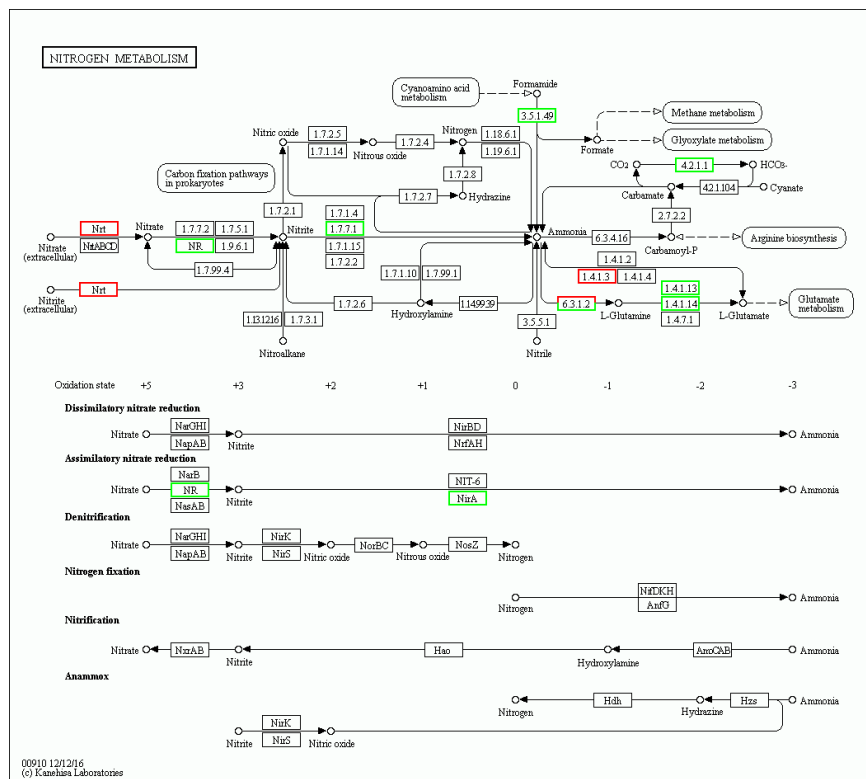 NITROGEN METABOLISM
Cyanoamino acid
metabolism
Formamide
3.5.1.49
Methane metabolism
Glyoxylate metabolism
Formate
Nitric oxide
1.7.2.5
1.7.1.14
Nitrous oxide
1.7.2.4
Nitrogen
1.18.6.1
1.19.6.1
Carbon fixation pathways
in prokaryotes
1.7.2.8
1.7.2.7
Hydrazine
CO2
4.2.1.1
HCO3-
Carbamate
4.2.1.104
Cyanate
1.7.2.1
2.7.2.2
Nrt
Nitrate
1.7.7.2
1.7.5.1
Nitrite
1.7.1.4
1.7.7.1
Ammonia
Nitrate
(extracellular)
NrtABCD
NR
1.9.6.1
1.7.1.15
1.7.2.2
6.3.4.16
Carbamoyl-P
Arginine biosynthesis
1.7.99.4
1.4.1.2
1.4.1.3
1.4.1.4
1.7.1.10
1.7.99.1
Nrt
Nitrite
(extracellular)
1.7.2.6
Hydroxylamine
1.14.99.39
6.3.1.2
L-Glutamine
1.4.1.13
1.4.1.14
1.4.7.1
L-Glutamate
Glutamate
metabolism
1.13.12.16
1.7.3.1
3.5.5.1
Nitroalkane
Nitrile
Oxidation state
+5
+3
+2
+1
0
-1
-2
-3
Dissimilatory nitrate reduction
Nitrate
NarGHI
NapAB
Nitrite
NirBD
NrfAH
Ammonia
Assimilatory nitrate reduction
Nitrate
NarB
NR
NasAB
Nitrite
NIT-6
NirA
Ammonia
Denitrification
Nitrate
NarGHI
NapAB
Nitrite
NirK
NirS
Nitric oxide
NorBC
Nitrous oxide
NosZ
Nitrogen
Nitrogen fixation
Nitrogen
NifDKH
AnfG
Ammonia
Nitrification
Nitrate
NxrAB
Nitrite
Hao
Hydroxylamine
AmoCAB
Ammonia
Anammox
Nitrogen
Hdh
Hydrazine
Hzs
Ammonia
Nitrite
NirK
NirS
Nitric oxide
00910 12/12/16
(c) Kanehisa Laboratories